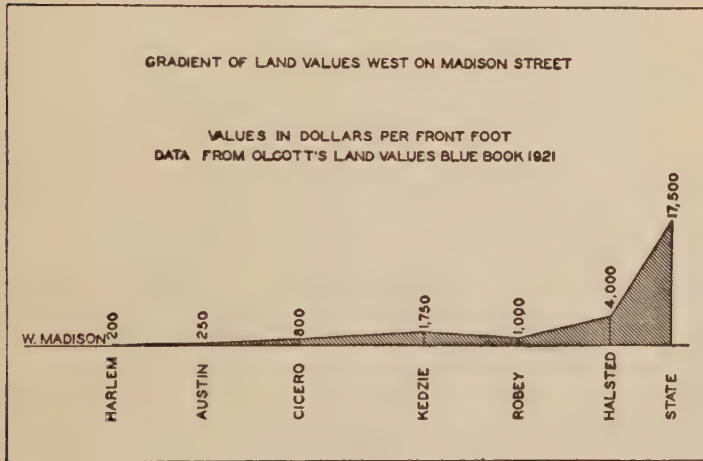 GRADIENT OF LAND VALUES WEST ON MADISON STREET
VALUES IN DOLLARS PER FRONT FOOT
DATA FROM OLCOTT'S LAND VALUES BLUE BOOK 1921
W. MADISON
200
250
800
1,750
1,000
4,000
17,500
HARLEM
AUSTIN
CICERO
KEDZIE
ROBEY
HALSTED
STATE